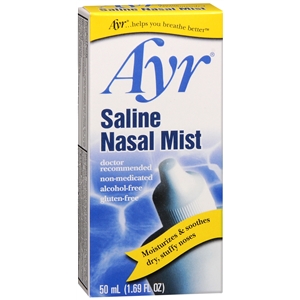 Ayr® helps you breathe better™
Ayr®
Saline
Nasal Mist
doctor
recommended
non-medicated
alcohol-free
gluten-free
Moisturizes & soothes
dry, stuffy noses
50 mL (1.69 fl. OZ)